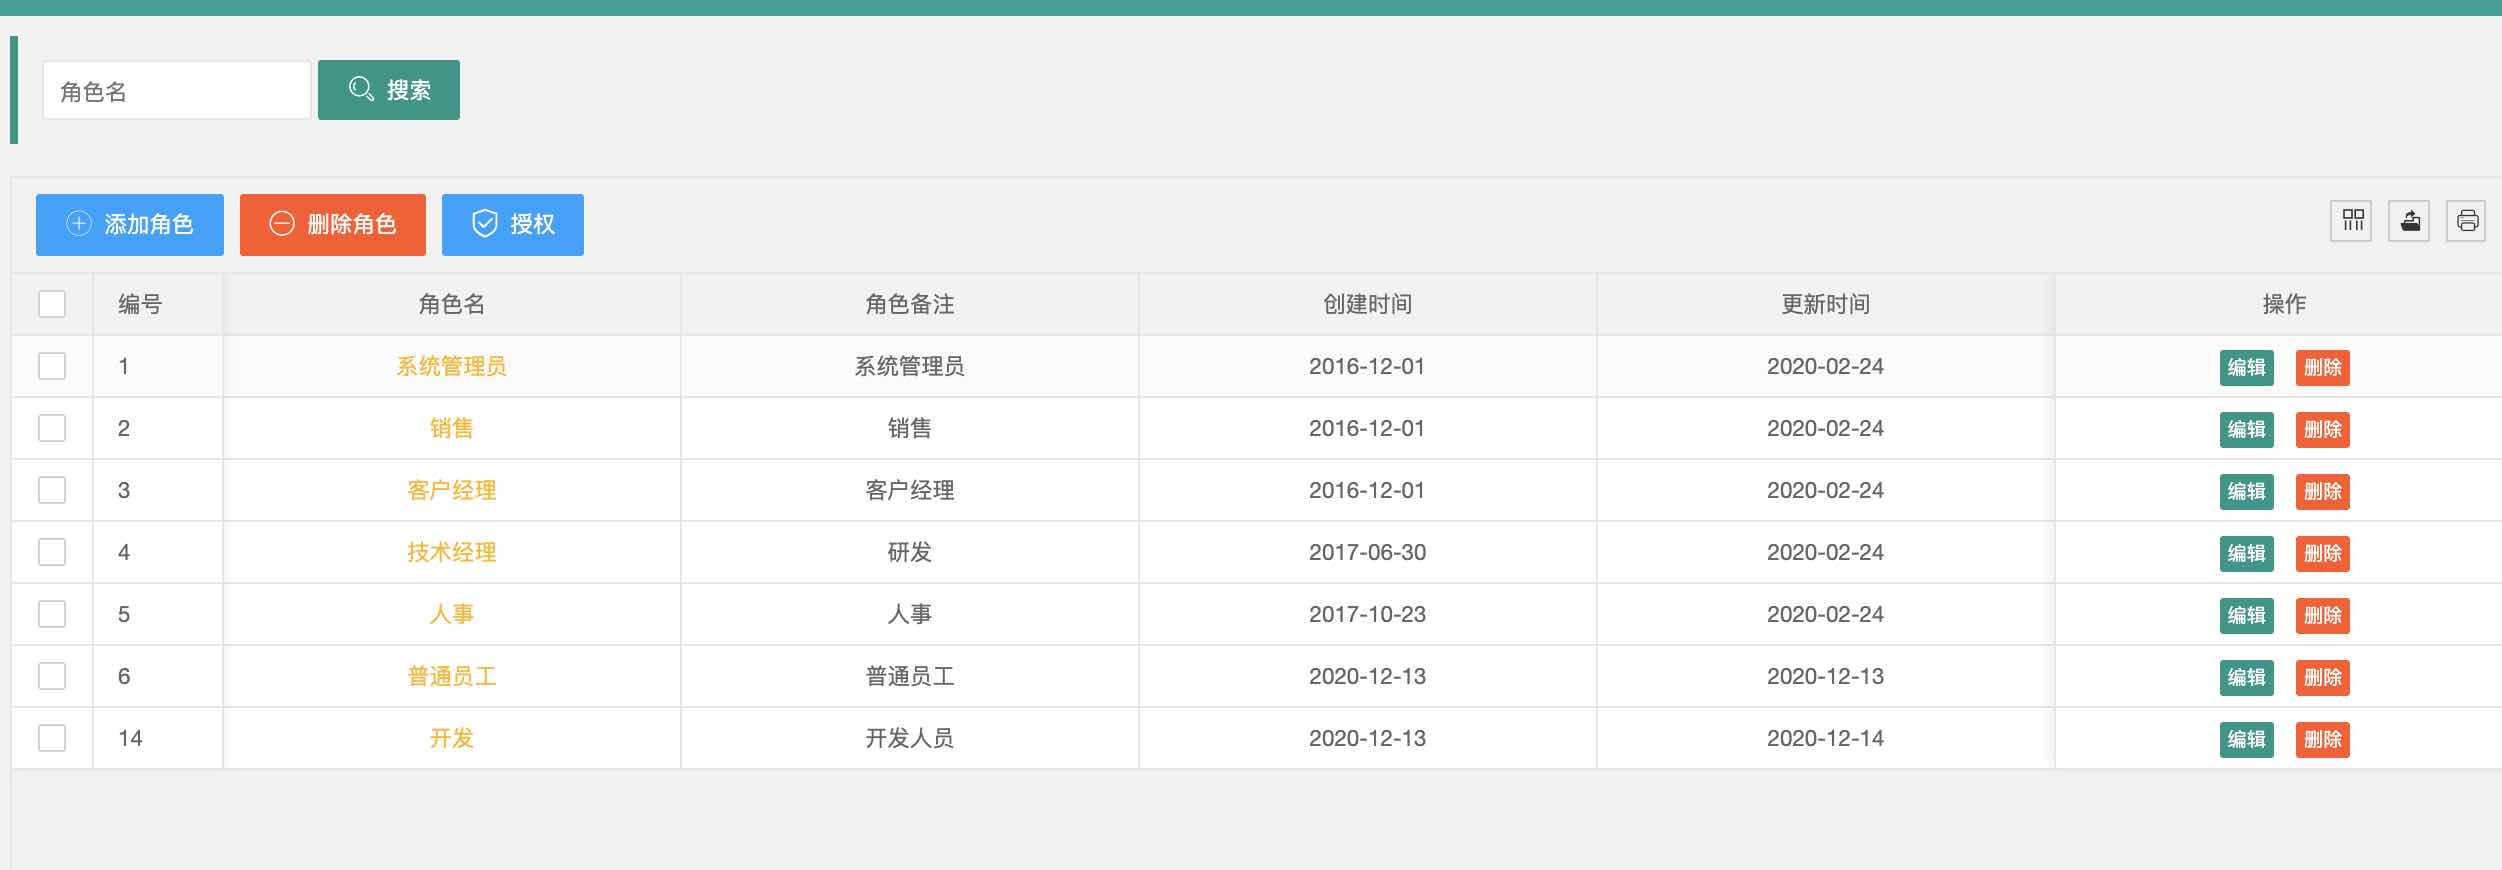 角色名 搜索
添加角色 删除角色 授权
编号 角色名 角色备注 创建时间 更新时间 操作
1 系统管理员 系统管理员 2016-12-01 2020-02-24 编辑 删除
2 销售 销售 2016-12-01 2020-02-24 编辑 删除
3 客户经理 客户经理 2016-12-01 2020-02-24 编辑 删除
4 技术经理 研发 2017-06-30 2020-02-24 编辑 删除
5 人事 人事 2017-10-23 2020-02-24 编辑 删除
6 普通员工 普通员工 2020-12-13 2020-12-13 编辑 删除
14 开发 开发人员 2020-12-13 2020-12-14 编辑 删除